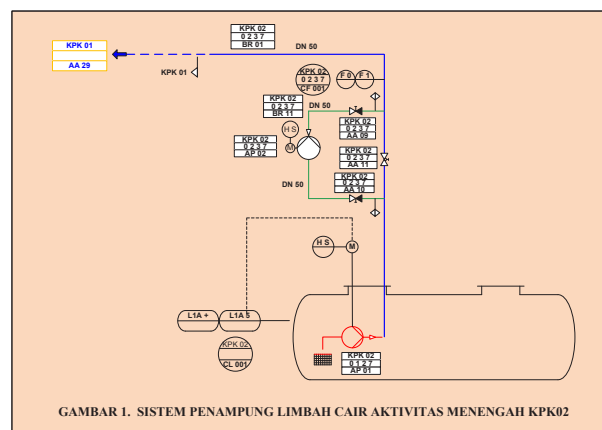 KPK 02
0 2 3 7
BR 01
DN 50
KPK 01
AA 29
KPK 01
KPK 02
0 2 3 7
CF 001
F 0
F 1
KPK 02
0 2 3 7
BR 11
DN 50
H S
M
KPK 02
0 2 3 7
AP 02
KPK 02
0 2 3 7
AA 09
KPK 02
0 2 3 7
AA 11
KPK 02
0 2 3 7
AA 10
DN 50
H S
M
L1A +
L1A S
KPK 02
CL 001
KPK 02
0 1 2 7
AP 01
GAMBAR 1. SISTEM PENAMPUNG LIMBAH CAIR AKTIVITAS MENENGAH KPK02